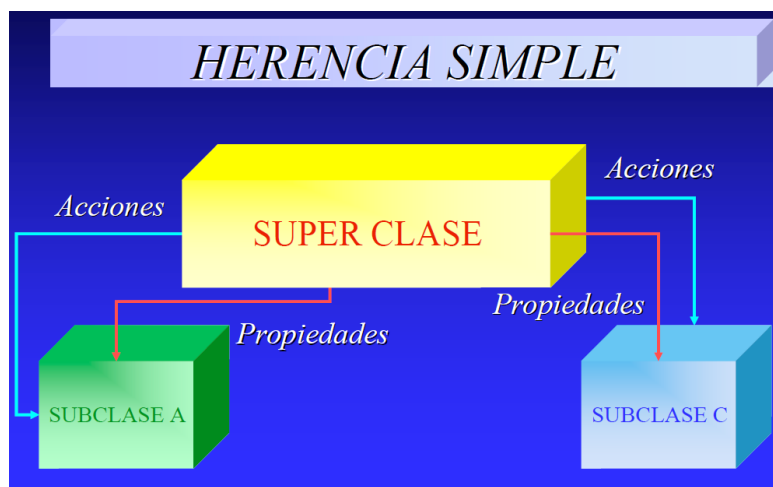 HERENCIA SIMPLE
Acciones
Acciones
SUPER CLASE
Propiedades
Propiedades
SUBCLASE A
SUBCLASE C